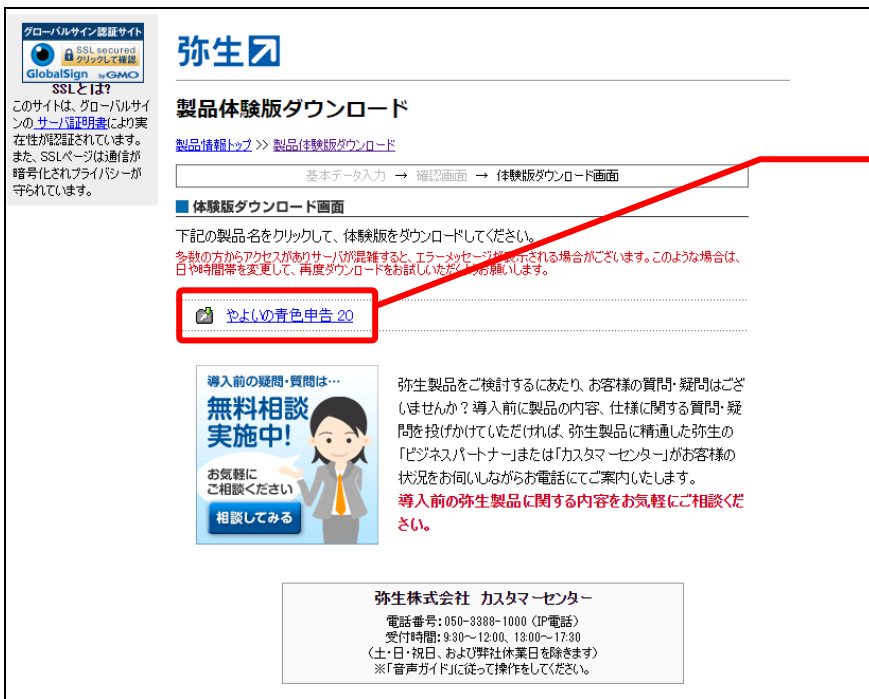 グローバルサイン認証サイト
SSL secured
クリックして確認
GlobalSign by GMO
SSLとは?
このサイトは、グローバルサイ
ンの サーバ証明書により実
在性が認証されています。
また、SSLページは通信が
暗号化されプライバシーが
守られています。
弥生
製品体験版ダウンロード
製品情報トップ >> 製品体験版ダウンロード
基本データ入力 → 確認画面 → 体験版ダウンロード画面
体験版ダウンロード画面
下記の製品名をクリックして、体験版をダウンロードしてください。
多数の方からアクセスがありサーバが混雑すると、エラーメッセージが表示される場合がございます。このような場合は、
日や時間帯を変更して、再度ダウンロードをお試しいただくようお願いします。
やよいの青色申告 20
導入前の疑問・質問は…
無料相談
実施中!
お気軽に
ご相談ください
相談してみる
弥生製品をご検討するにあたり、お客様の質問・疑問はござ
いませんか?導入前に製品の内容、仕様に関する質問・疑
問を投げかけていただければ、弥生製品に精通した弥生の
「ビジネスパートナー」または「カスタマーセンター」がお客様の
状況をお伺いしながらお電話にてご案内いたします。
導入前の弥生製品に関する内容をお気軽にご相談くだ
さい。
弥生株式会社 カスタマーセンター
電話番号:050-3388-1000 (IP電話)
受付時間:9:30~12:00、13:00~17:30
(土・日・祝日、および弊社休業日を除きます)
※「音声ガイド」に従って操作をしてください。